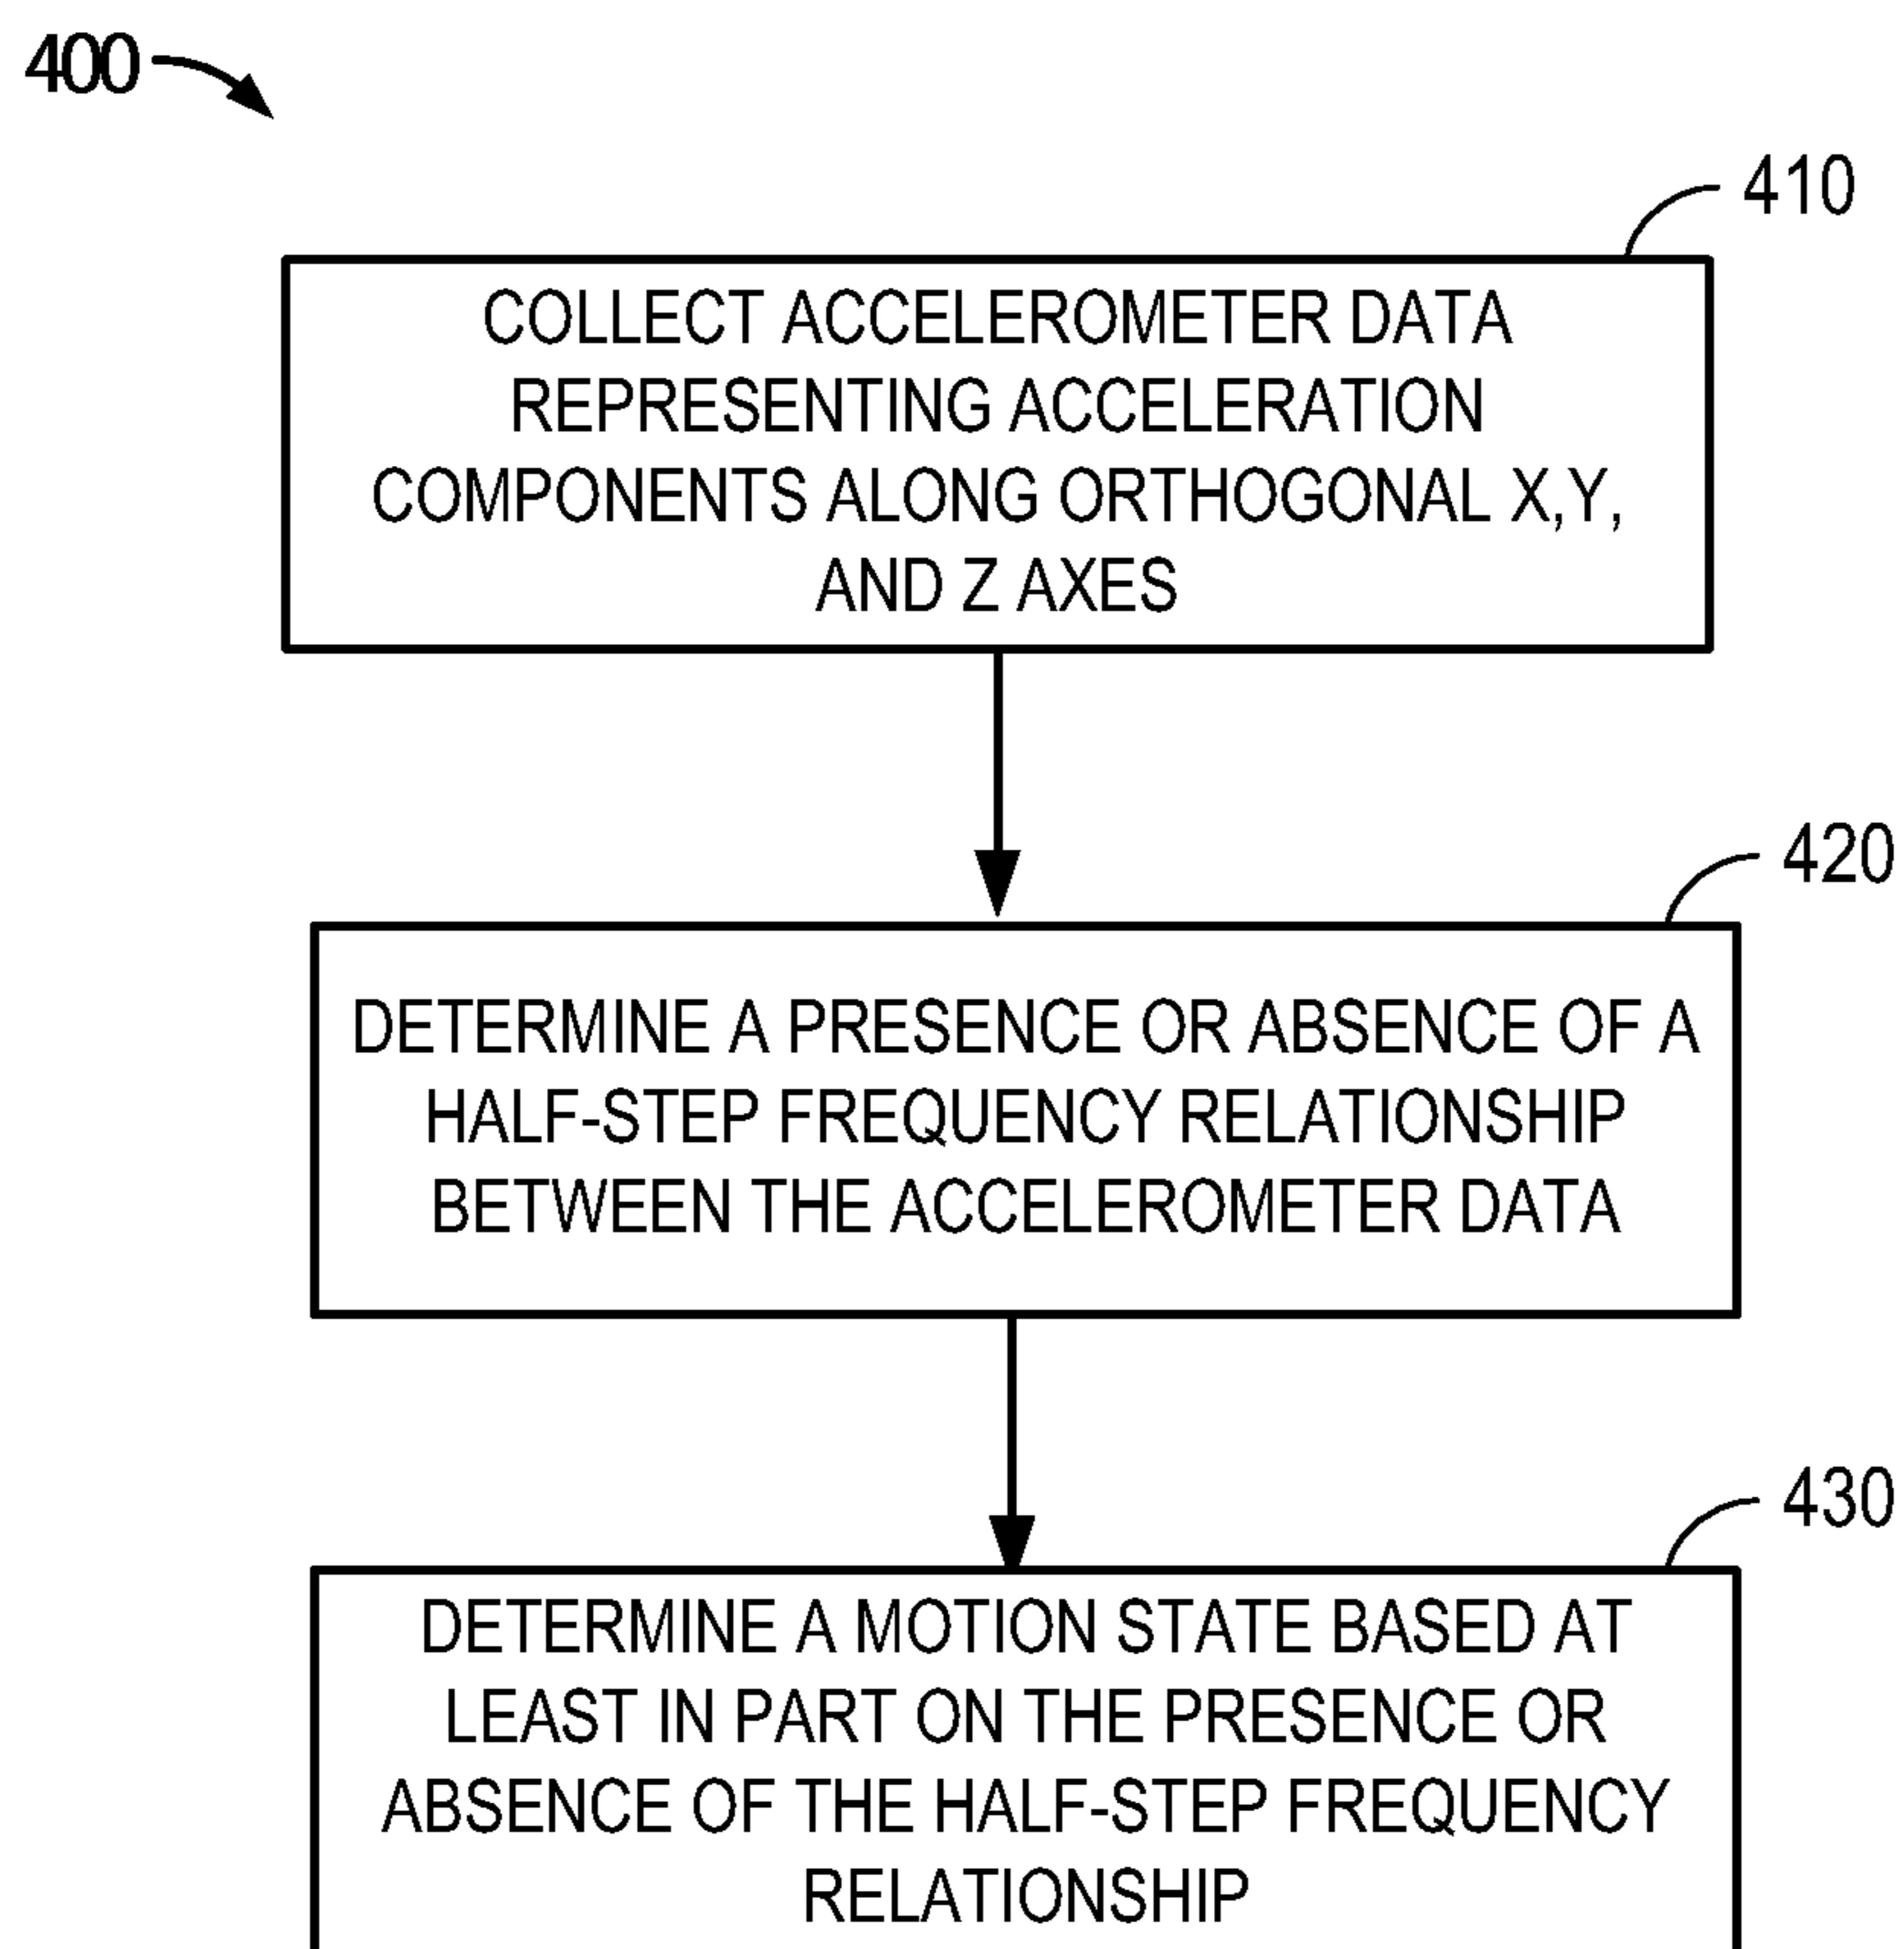 400
410
COLLECT ACCELEROMETER DATA
REPRESENTING ACCELERATION
COMPONENTS ALONG ORTHOGONAL X,Y,
AND Z AXES
420
DETERMINE A PRESENCE OR ABSENCE OF A
HALF-STEP FREQUENCY RELATIONSHIP
BETWEEN THE ACCELEROMETER DATA
430
DETERMINE A MOTION STATE BASED AT
LEAST IN PART ON THE PRESENCE OR
ABSENCE OF THE HALF-STEP FREQUENCY
RELATIONSHIP